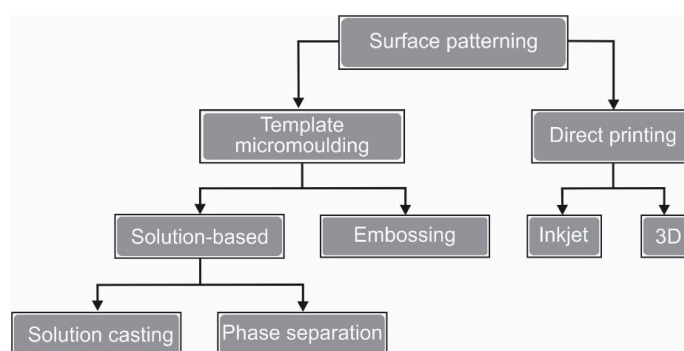 Surface patterning
Template
micromoulding
Direct printing
Solution-based
Embossing
Inkjet
3D
Solution casting
Phase separation